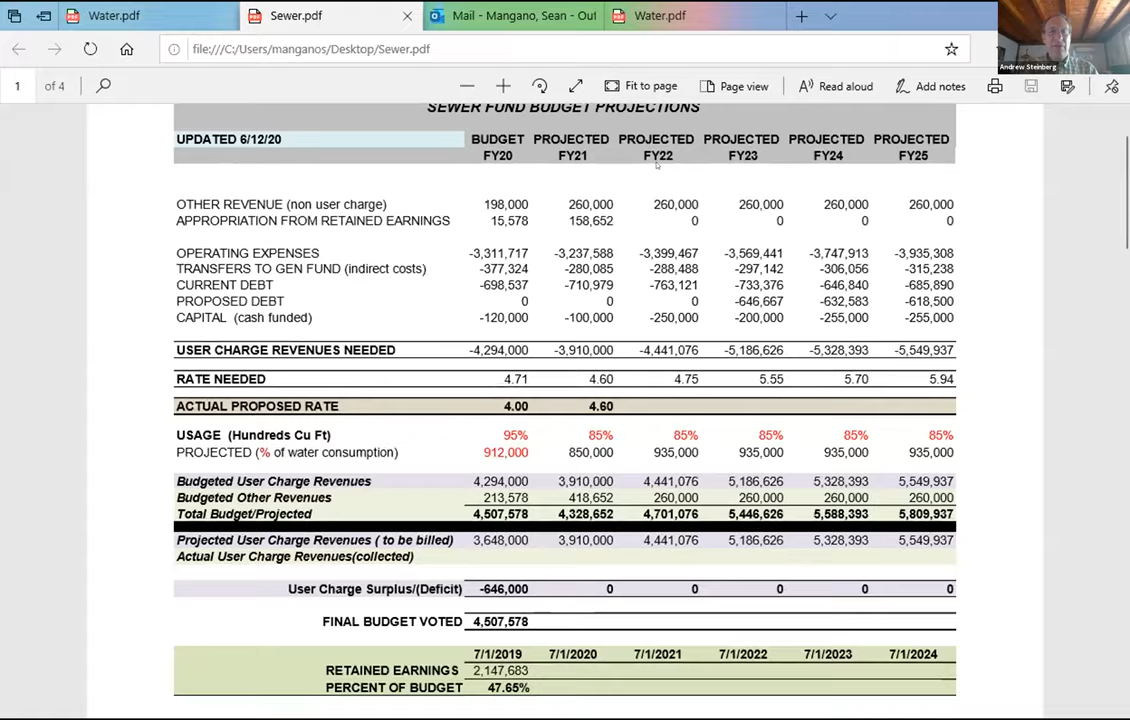 Water.pdf Sewer.pdf Mail - Mangano, Sean - Out Water.pdf
file:///C:/Users/manganos/Desktop/Sewer.pdf
Andrew Steinberg
1 of 4 Fit to page Page view Read aloud Add notes
SEWER FUND BUDGET PROJECTIONS
UPDATED 6/12/20 BUDGET PROJECTED PROJECTED PROJECTED PROJECTED PROJECTED
FY20 FY21 FY22 FY23 FY24 FY25
OTHER REVENUE (non user charge) 198,000 260,000 260,000 260,000 260,000 260,000
APPROPRIATION FROM RETAINED EARNINGS 15,578 158,652 0 0 0 0
OPERATING EXPENSES -3,311,717 -3,237,588 -3,399,467 -3,569,441 -3,747,913 -3,935,308
TRANSFERS TO GEN FUND (indirect costs) -377,324 -280,085 -288,488 -297,142 -306,056 -315,238
CURRENT DEBT -698,537 -710,979 -763,121 -733,376 -646,840 -685,890
PROPOSED DEBT 0 0 0 -646,667 -632,583 -618,500
CAPITAL (cash funded) -120,000 -100,000 -250,000 -200,000 -255,000 -255,000
USER CHARGE REVENUES NEEDED -4,294,000 -3,910,000 -4,441,076 -5,186,626 -5,328,393 -5,549,937
RATE NEEDED 4.71 4.60 4.75 5.55 5.70 5.94
ACTUAL PROPOSED RATE 4.00 4.60
USAGE (Hundreds Cu Ft) 95% 85% 85% 85% 85% 85%
PROJECTED (% of water consumption) 912,000 850,000 935,000 935,000 935,000 935,000
Budgeted User Charge Revenues 4,294,000 3,910,000 4,441,076 5,186,626 5,328,393 5,549,937
Budgeted Other Revenues 213,578 418,652 260,000 260,000 260,000 260,000
Total Budget/Projected 4,507,578 4,328,652 4,701,076 5,446,626 5,588,393 5,809,937
Projected User Charge Revenues ( to be billed) 3,648,000 3,910,000 4,441,076 5,186,626 5,328,393 5,549,937
Actual User Charge Revenues(collected)
User Charge Surplus/(Deficit) -646,000 0 0 0 0 0
FINAL BUDGET VOTED 4,507,578
7/1/2019 7/1/2020 7/1/2021 7/1/2022 7/1/2023 7/1/2024
RETAINED EARNINGS 2,147,683
PERCENT OF BUDGET 47.65%